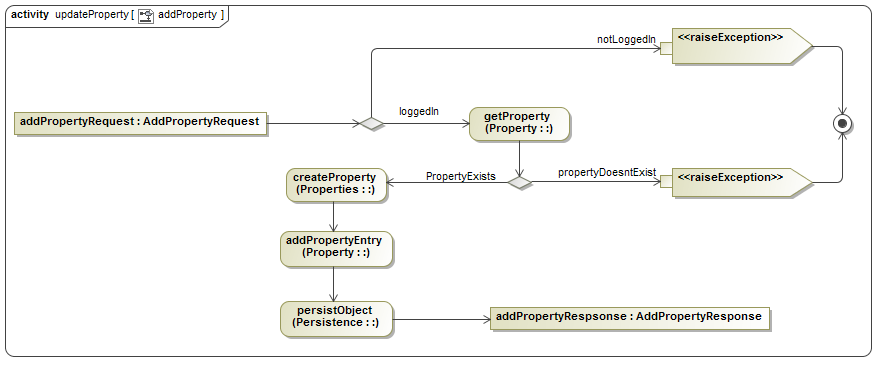 activity updateProperty [ addProperty ]
notLoggedIn
<<raiseException>>
addPropertyRequest : AddPropertyRequest
loggedIn
getProperty
(Property : :)
createProperty
(Properties : :)
PropertyExists
propertyDoesntExist
<<raiseException>>
addPropertyEntry
(Property : :)
persistObject
(Persistence : :)
addPropertyRespsonse : AddPropertyResponse